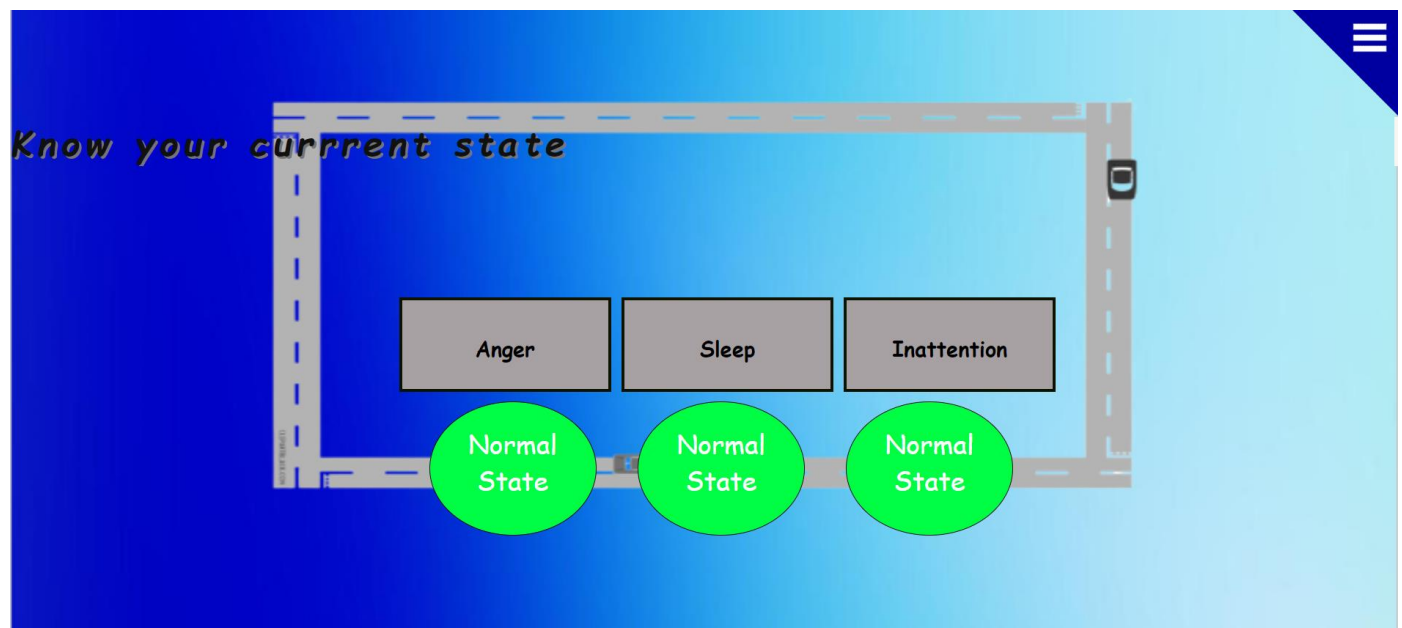 Know your currrent state
Anger
Sleep
Inattention
Normal
State
Normal
State
Normal
State